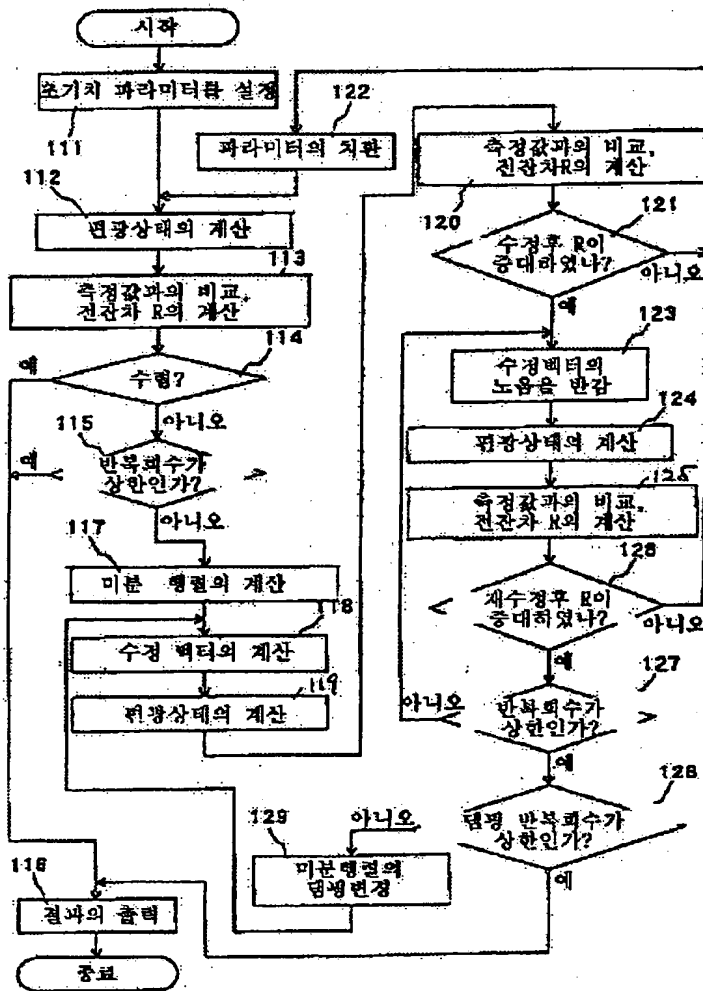 시작
초기치 파라미터를 설정
111
122
파라미터의 치환
112
편광상태의 계산
113
측정값과의 비교,
전잔차 R의 계산
114
예
수렴?
아니오
115
예
반복회수가
상한인가?
아니오
117
미분 행렬의 계산
118
수정 벡터의 계산
119
편광상태의 계산
116
결과의 출력
종료
측정값과의 비교,
전잔차R의 계산
120
121
수정후 R이
증대하였나?
아니오
예
123
수정벡터의
노옴을 반감
124
편광상태의 계산
125
측정값과의 비교,
전잔차 R의 계산
126
재수정후 R이
증대하였나?
아니오
예
127
아니오
반복회수가
상한인가?
예
128
댐핑 반복회수가
상한인가?
아니오
예
129
미분행렬의
댐핑변경